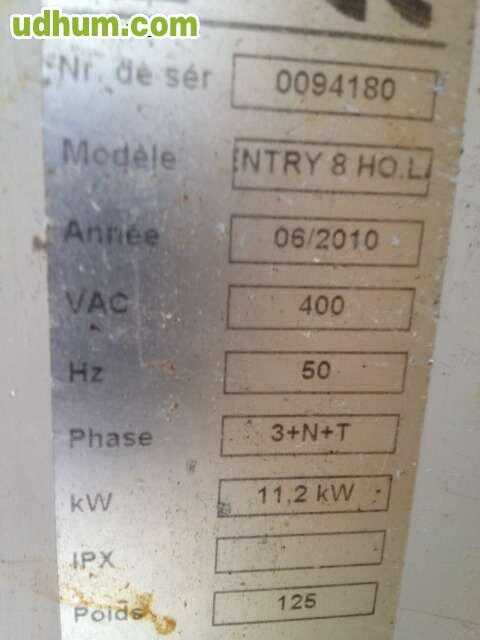 udhum.com
Nr. de sér 0094180
Modèle ENTRY 8 HO.L
Année 06/2010
VAC 400
Hz 50
Phase 3+N+T
kW 11,2 kW
IPX
Poids 125